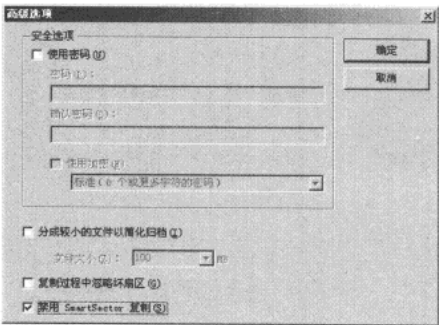 高级选项
安全选项
使用密码(U)
密码(L):
确认密码(C):
使用加密(N)
标准(6 个或更多字符的密码)
分成较小的文件以简化归档(I)
文件大小(Z): 100 MB
复制过程中忽略坏扇区(G)
禁用 SmartSector 复制(S)
确定
取消